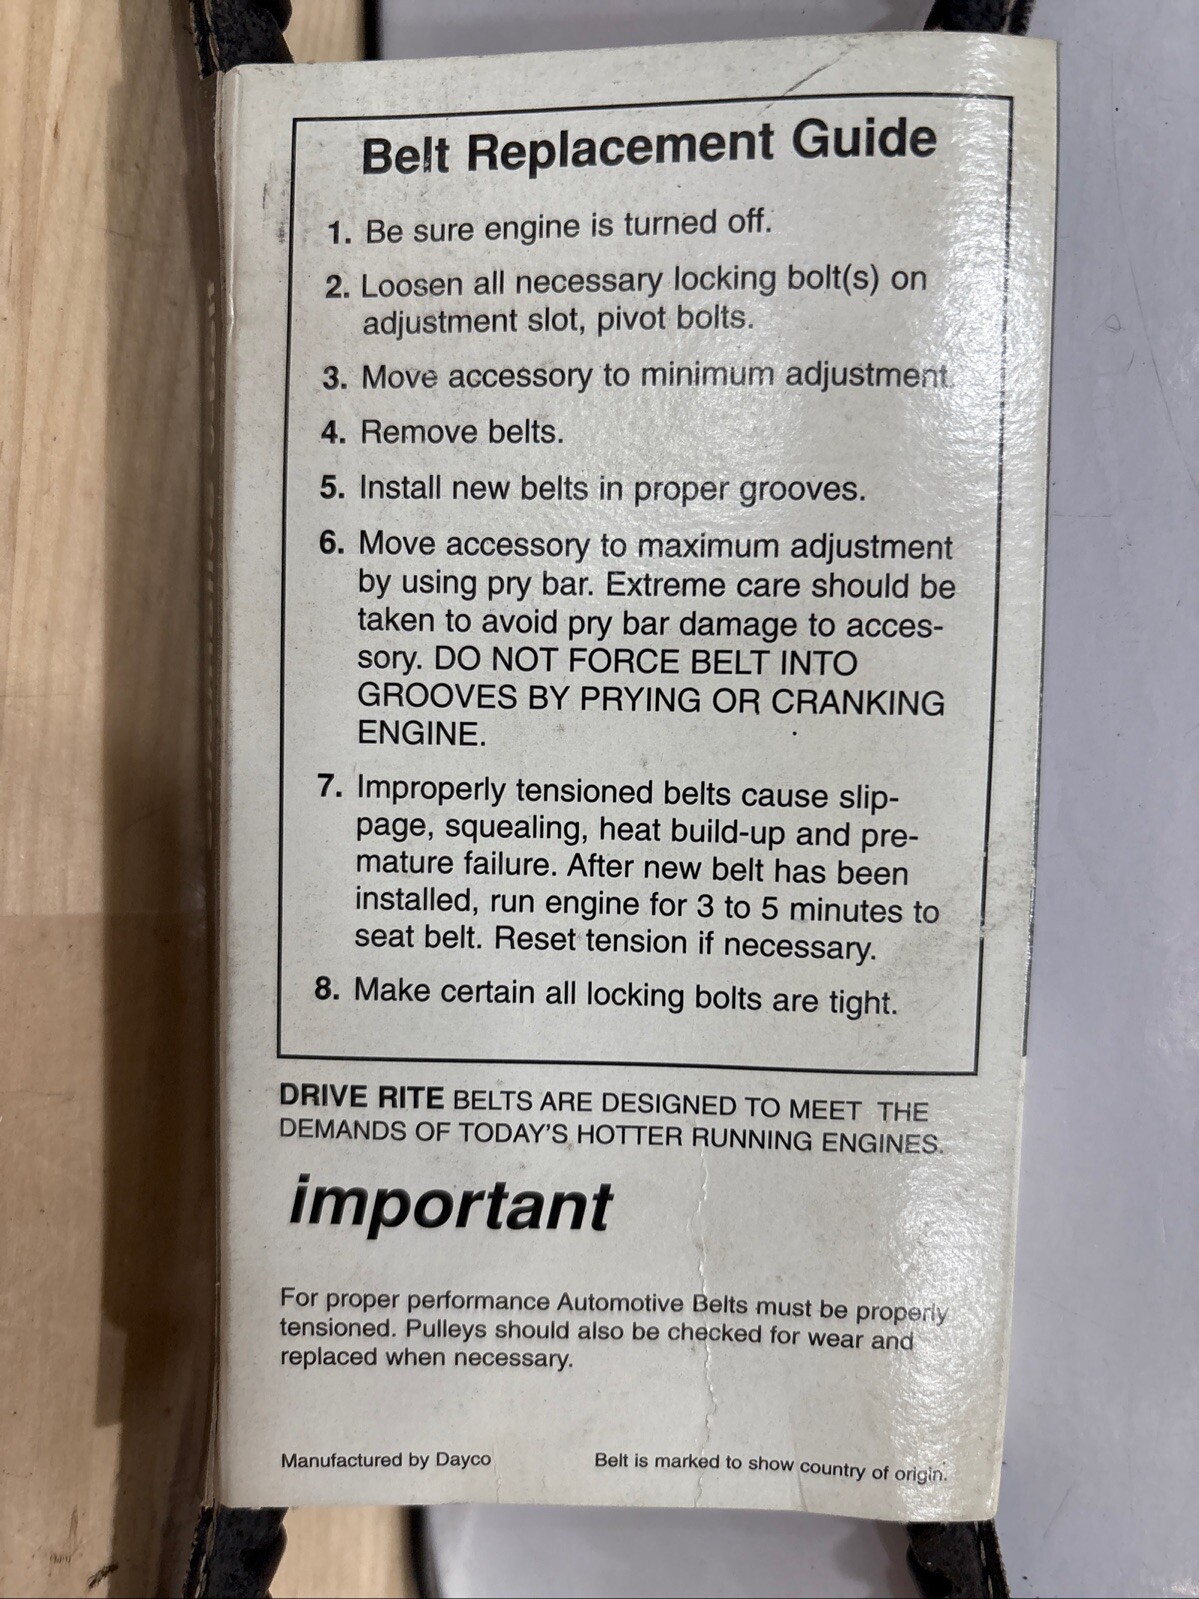 Belt Replacement Guide
1. Be sure engine is turned off.
2. Loosen all necessary locking bolt(s) on
adjustment slot, pivot bolts.
3. Move accessory to minimum adjustment.
4. Remove belts.
5. Install new belts in proper grooves.
6. Move accessory to maximum adjustment
by using pry bar. Extreme care should be
taken to avoid pry bar damage to acces-
sory. DO NOT FORCE BELT INTO
GROOVES BY PRYING OR CRANKING
ENGINE.
7. Improperly tensioned belts cause slip-
page, squealing, heat build-up and pre-
mature failure. After new belt has been
installed, run engine for 3 to 5 minutes to
seat belt. Reset tension if necessary.
8. Make certain all locking bolts are tight.
DRIVE RITE BELTS ARE DESIGNED TO MEET THE
DEMANDS OF TODAY'S HOTTER RUNNING ENGINES.
important
For proper performance Automotive Belts must be properly
tensioned. Pulleys should also be checked for wear and
replaced when necessary.
Manufactured by Dayco Belt is marked to show country of origin.